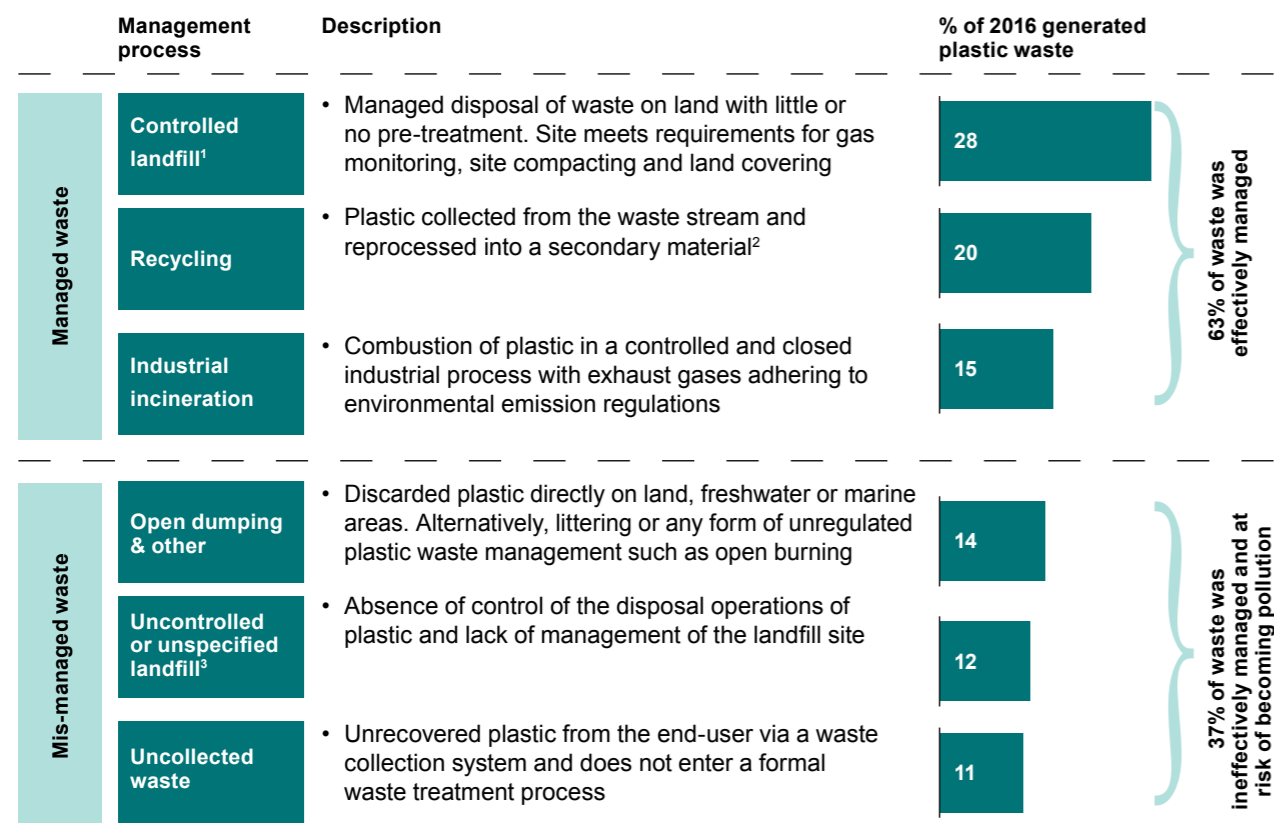 Management
process
Description
% of 2016 generated
plastic waste
Managed waste
Controlled
landfill¹
• Managed disposal of waste on land with little or
no pre-treatment. Site meets requirements for gas
monitoring, site compacting and land covering
28
Recycling
• Plastic collected from the waste stream and
reprocessed into a secondary material²
20
Industrial
incineration
• Combustion of plastic in a controlled and closed
industrial process with exhaust gases adhering to
environmental emission regulations
15
63% of waste was
effectively managed
Mis-managed waste
Open dumping
& other
• Discarded plastic directly on land, freshwater or marine
areas. Alternatively, littering or any form of unregulated
plastic waste management such as open burning
14
Uncontrolled
or unspecified
landfill³
• Absence of control of the disposal operations of
plastic and lack of management of the landfill site
12
Uncollected
waste
• Unrecovered plastic from the end-user via a waste
collection system and does not enter a formal
waste treatment process
11
37% of waste was
ineffectively managed and at
risk of becoming pollution